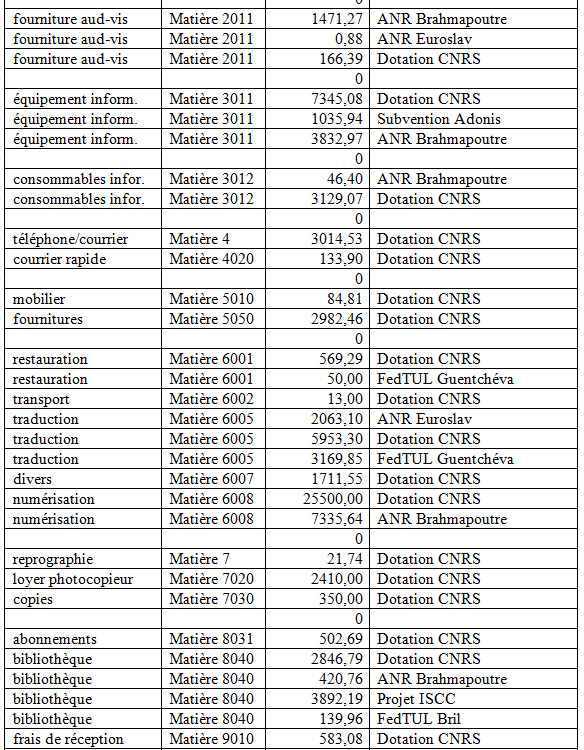 0
fourniture aud-vis Matière 2011 1471,27 ANR Brahmapoutre
fourniture aud-vis Matière 2011 0,88 ANR Euroslav
fourniture aud-vis Matière 2011 166,39 Dotation CNRS
0
équipement inform. Matière 3011 7345,08 Dotation CNRS
équipement inform. Matière 3011 1035,94 Subvention Adonis
équipement inform. Matière 3011 3832,97 ANR Brahmapoutre
0
consommables infor. Matière 3012 46,40 ANR Brahmapoutre
consommables infor. Matière 3012 3129,07 Dotation CNRS
0
téléphone/courrier Matière 4 3014,53 Dotation CNRS
courrier rapide Matière 4020 133,90 Dotation CNRS
0
mobilier Matière 5010 84,81 Dotation CNRS
fournitures Matière 5050 2982,46 Dotation CNRS
0
restauration Matière 6001 569,29 Dotation CNRS
restauration Matière 6001 50,00 FedTUL Guentchéva
transport Matière 6002 13,00 Dotation CNRS
traduction Matière 6005 2063,10 ANR Euroslav
traduction Matière 6005 5953,30 Dotation CNRS
traduction Matière 6005 3169,85 FedTUL Guentchéva
divers Matière 6007 1711,55 Dotation CNRS
numérisation Matière 6008 25500,00 Dotation CNRS
numérisation Matière 6008 7335,64 ANR Brahmapoutre
0
reprographie Matière 7 21,74 Dotation CNRS
loyer photocopieur Matière 7020 2410,00 Dotation CNRS
copies Matière 7030 350,00 Dotation CNRS
0
abonnements Matière 8031 502,69 Dotation CNRS
bibliothèque Matière 8040 2846,79 Dotation CNRS
bibliothèque Matière 8040 420,76 ANR Brahmapoutre
bibliothèque Matière 8040 3892,19 Projet ISCC
bibliothèque Matière 8040 139,96 FedTUL Bril
frais de réception Matière 9010 583,08 Dotation CNRS